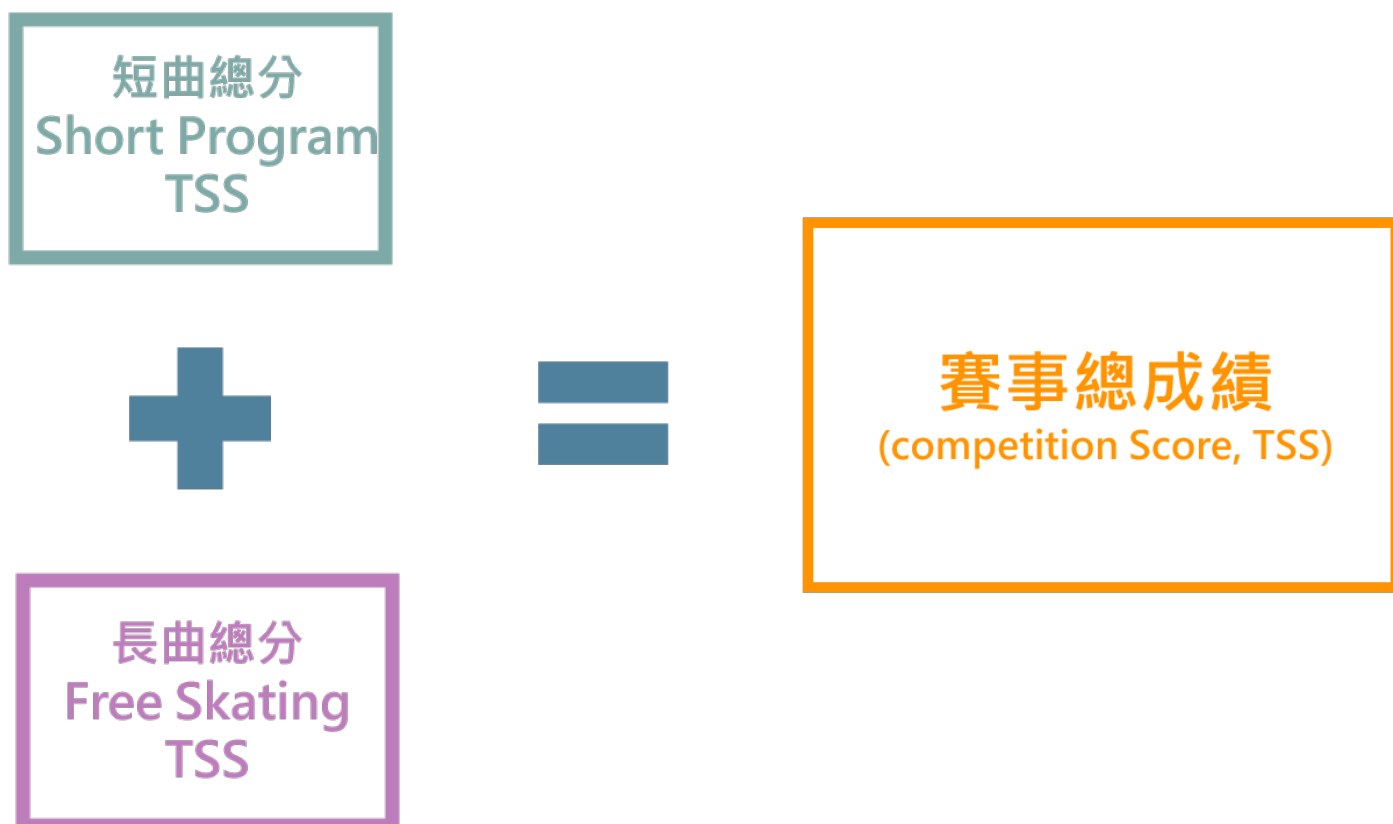 短曲總分
Short Program
TSS
長曲總分
Free Skating
TSS
賽事總成績
(competition Score, TSS)